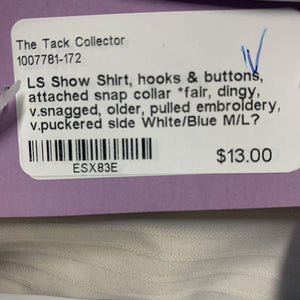 The Tack Collector
1007781-172
LS Show Shirt, hooks & buttons,
attached snap collar *fair, dingy,
v.snagged, older, pulled embroidery,
v.puckered side White/Blue M/L?
ESX83E
$13.00